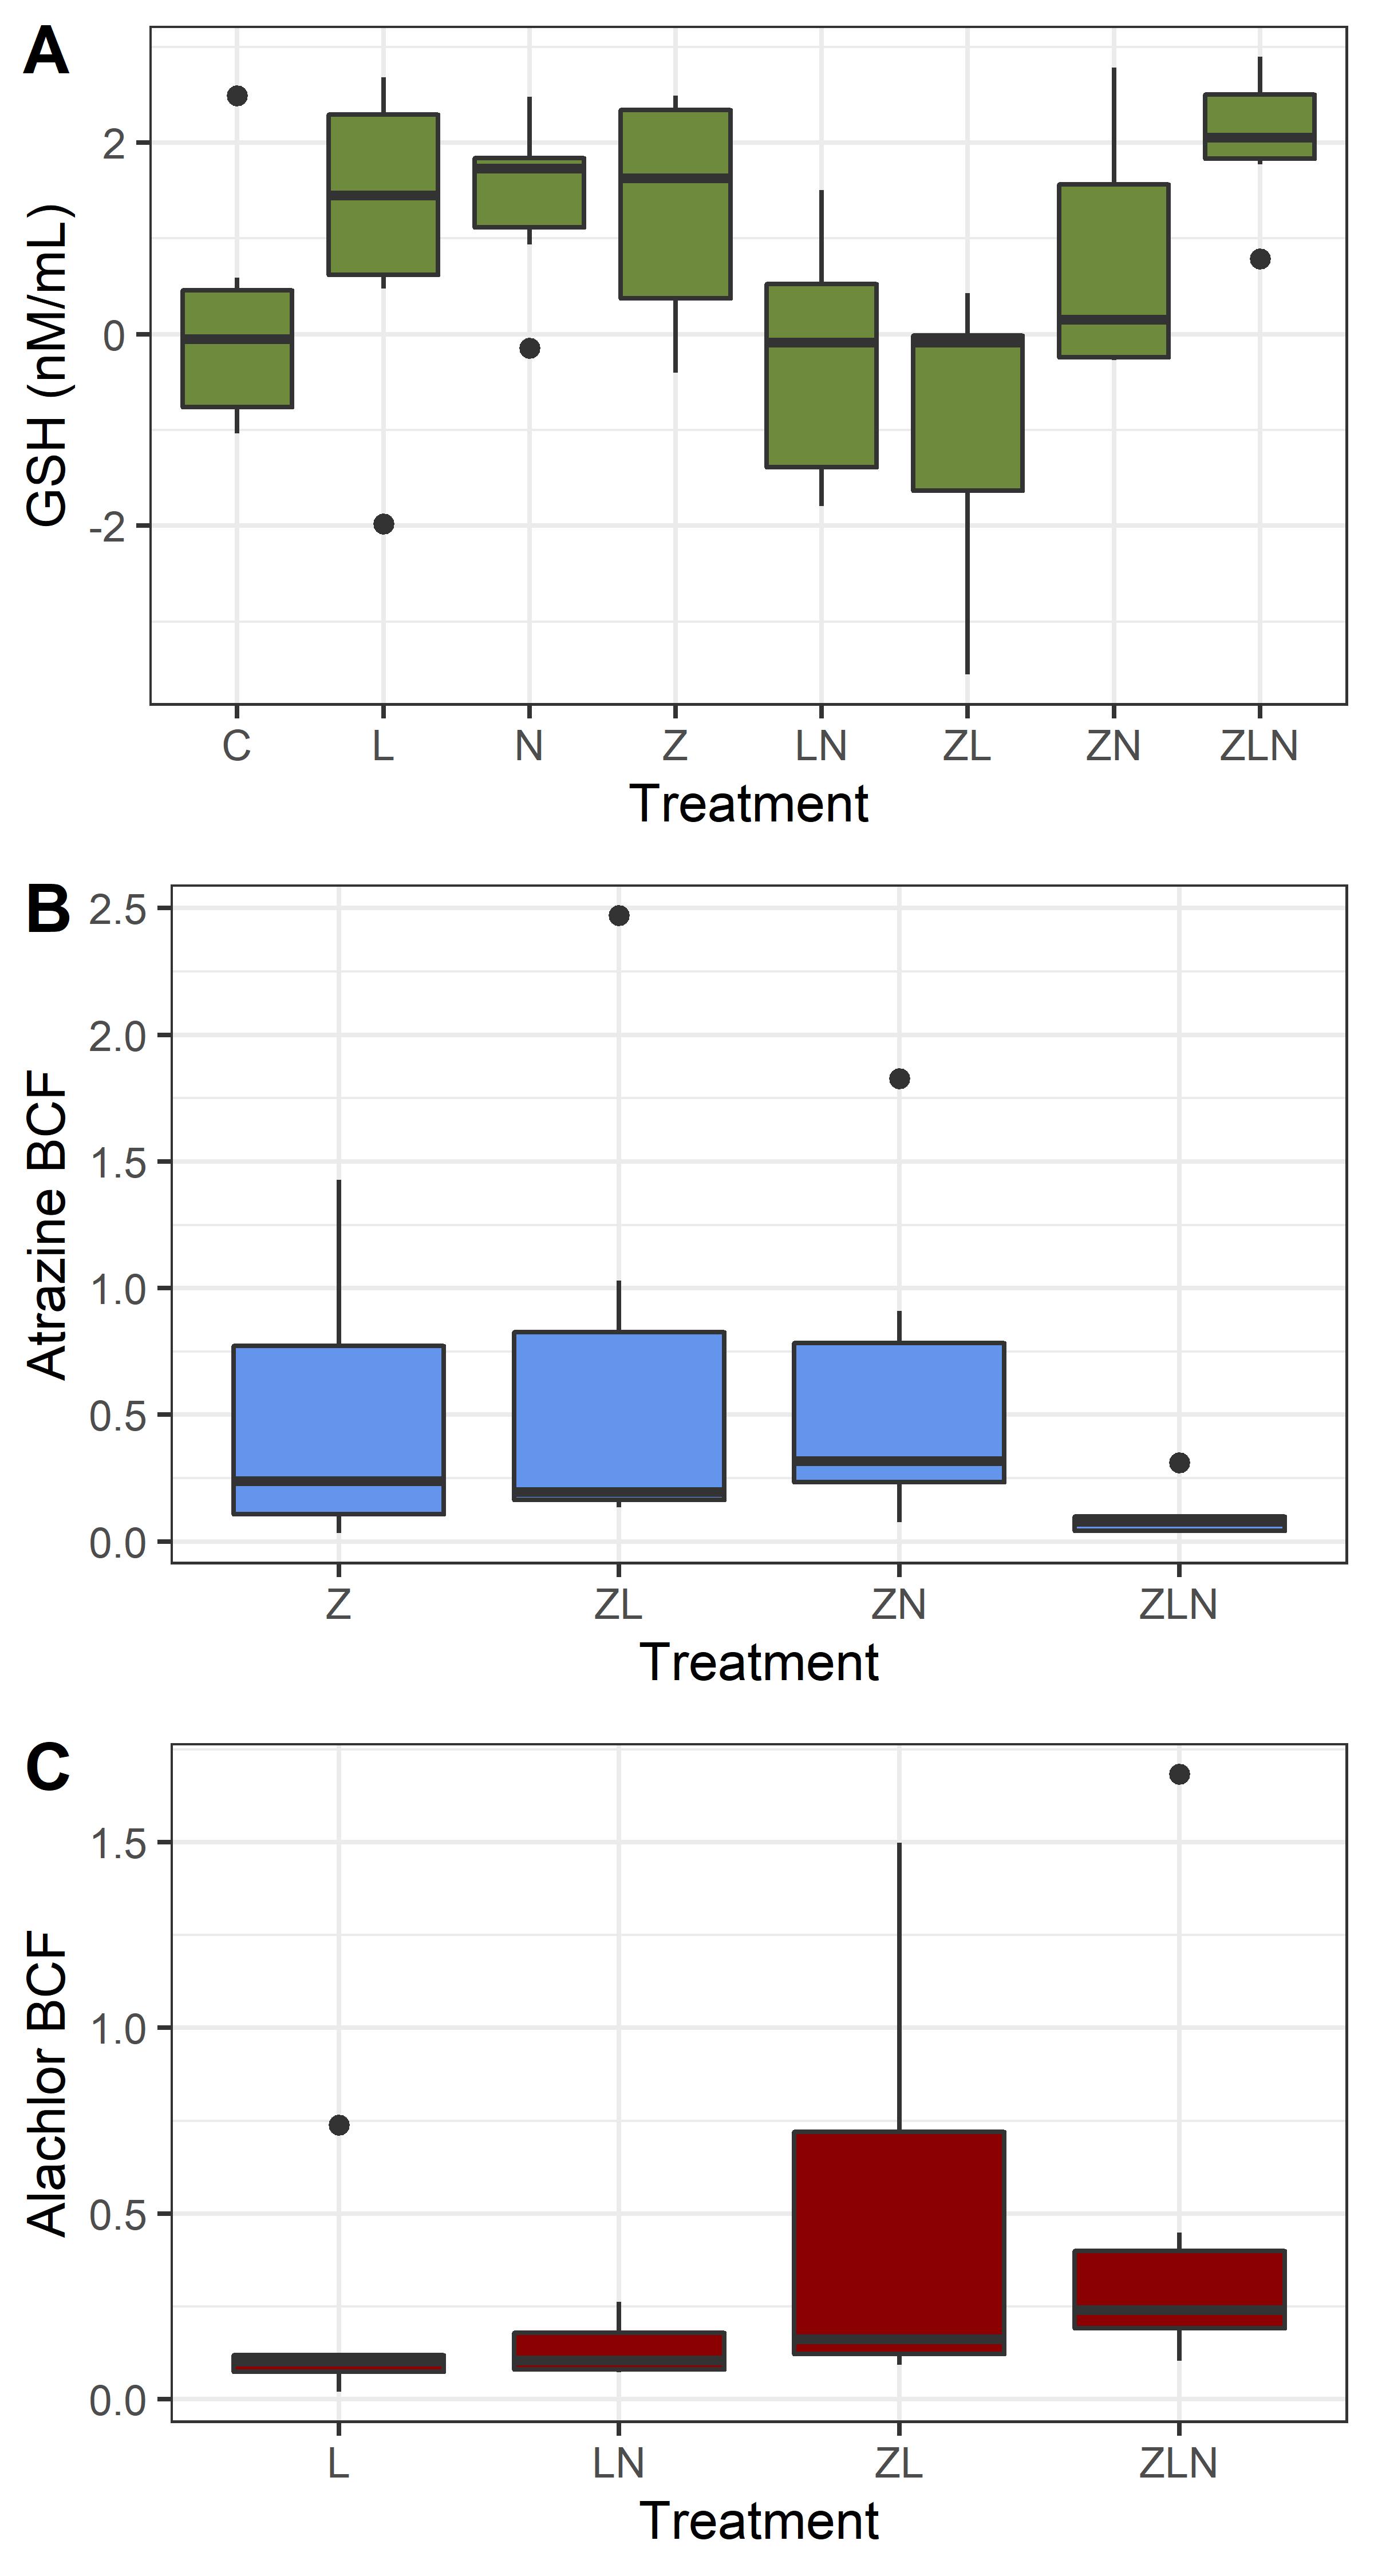 A
GSH (nM/mL)
2
0
-2
C L N Z LN ZL ZN ZLN
Treatment
B
Atrazine BCF
2.5
2.0
1.5
1.0
0.5
0.0
Z ZL ZN ZLN
Treatment
C
Alachlor BCF
1.5
1.0
0.5
0.0
L LN ZL ZLN
Treatment